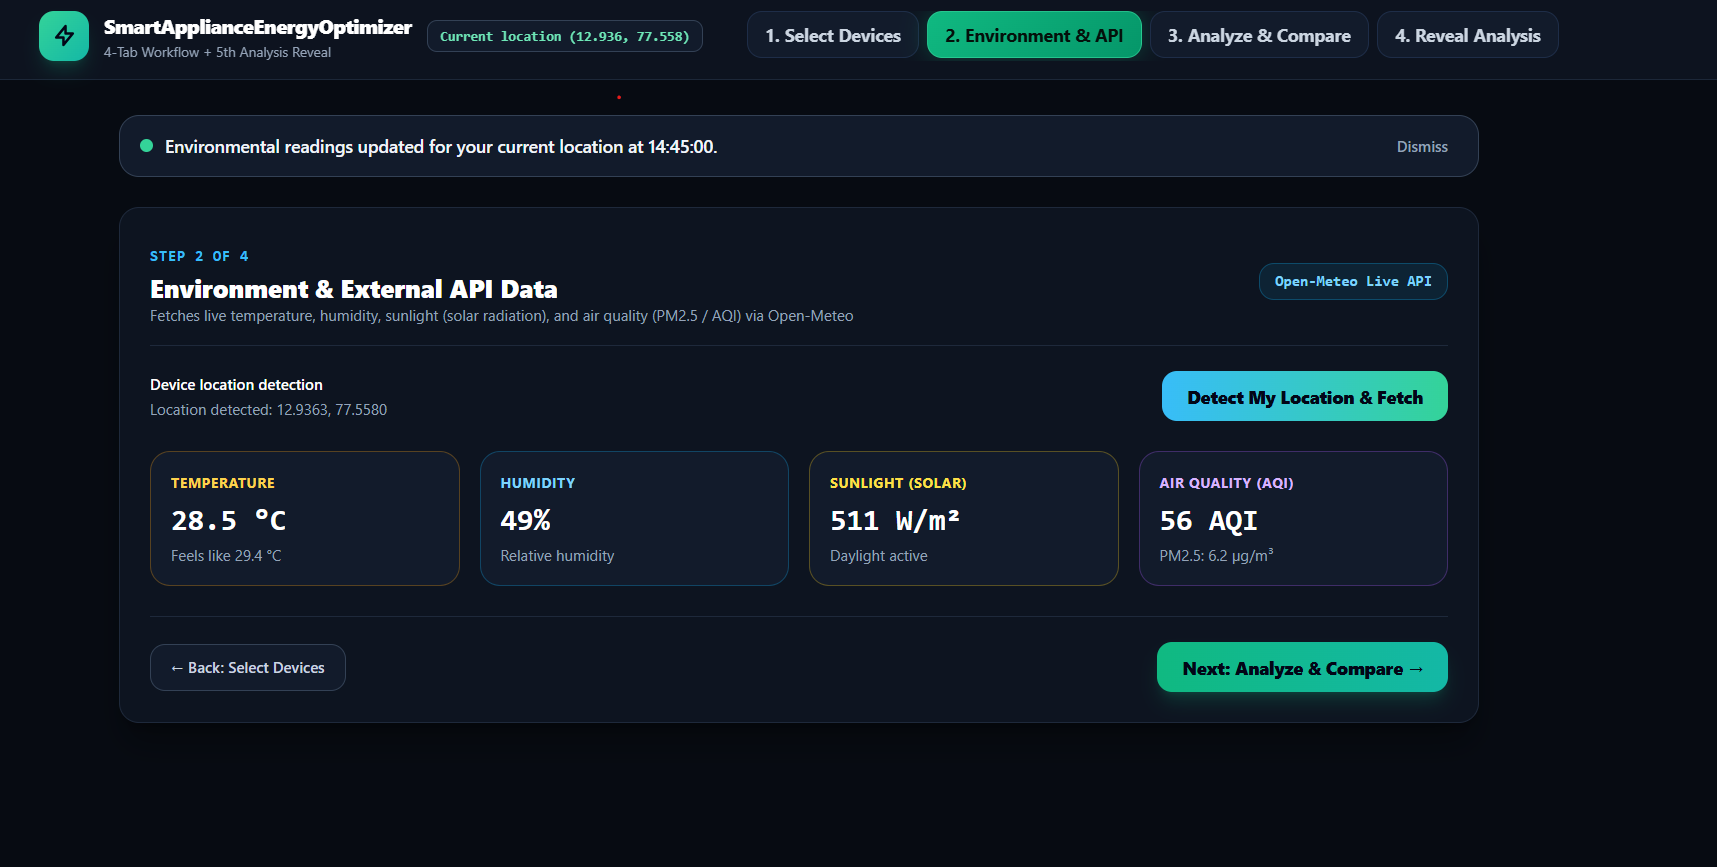 SmartApplianceEnergyOptimizer
4-Tab Workflow + 5th Analysis Reveal
Current location (12.936, 77.558)
1. Select Devices
2. Environment & API
3. Analyze & Compare
4. Reveal Analysis
Environmental readings updated for your current location at 14:45:00.
Dismiss
STEP 2 OF 4
Environment & External API Data
Fetches live temperature, humidity, sunlight (solar radiation), and air quality (PM2.5 / AQI) via Open-Meteo
Open-Meteo Live API
Device location detection
Location detected: 12.9363, 77.5580
Detect My Location & Fetch
TEMPERATURE
28.5 °C
Feels like 29.4 °C
HUMIDITY
49%
Relative humidity
SUNLIGHT (SOLAR)
511 W/m²
Daylight active
AIR QUALITY (AQI)
56 AQI
PM2.5: 6.2 µg/m³
← Back: Select Devices
Next: Analyze & Compare →